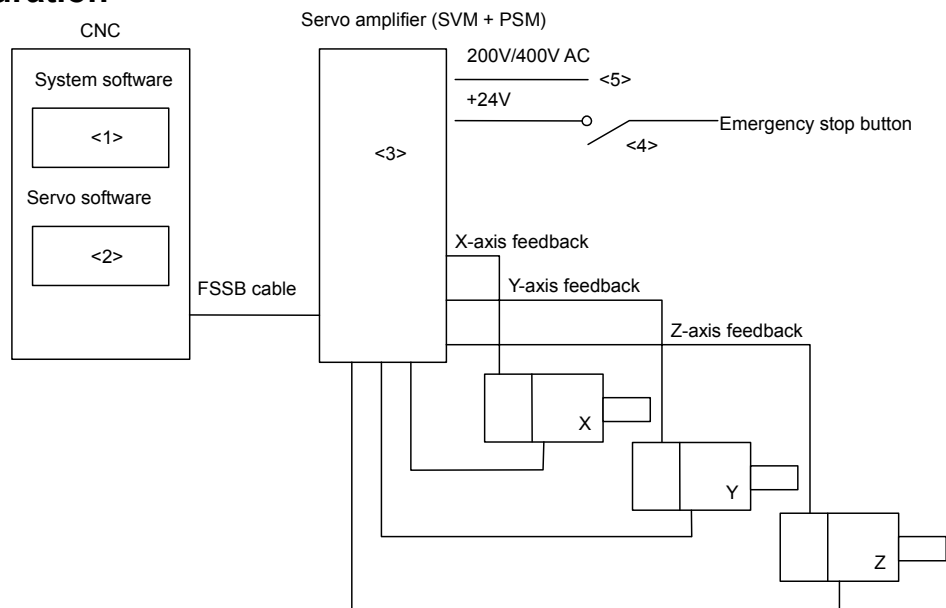 Servo amplifier (SVM + PSM)
CNC
System software
<1>
Servo software
<2>
FSSB cable
<3>
200V/400V AC
<5>
+24V
<4>
Emergency stop button
X-axis feedback
Y-axis feedback
Z-axis feedback
X
Y
Z